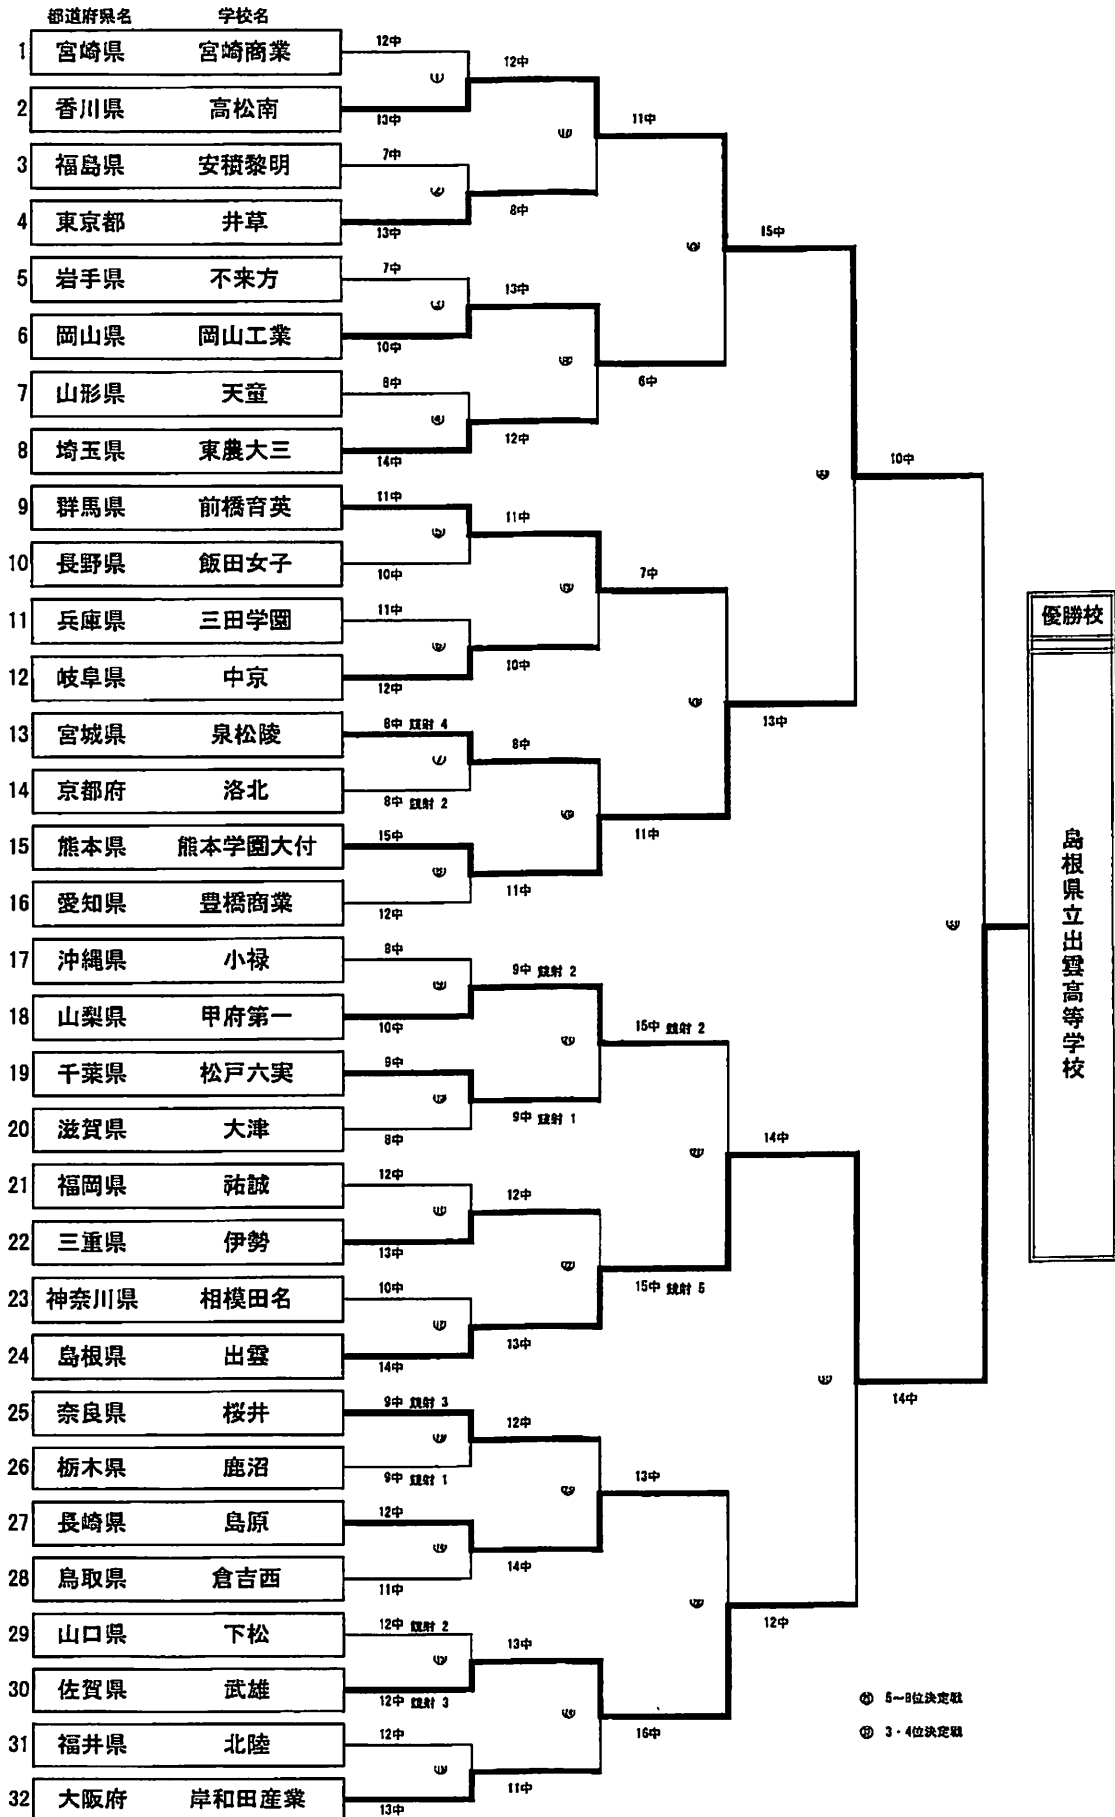 都道府県名 学校名
1 宮崎県 宮崎商業
2 香川県 高松南
3 福島県 安積黎明
4 東京都 井草
5 岩手県 不来方
6 岡山県 岡山工業
7 山形県 天童
8 埼玉県 東農大三
9 群馬県 前橋育英
10 長野県 飯田女子
11 兵庫県 三田学園
12 岐阜県 中京
13 宮城県 泉松陵
14 京都府 洛北
15 熊本県 熊本学園大付
16 愛知県 豊橋商業
17 沖縄県 小禄
18 山梨県 甲府第一
19 千葉県 松戸六実
20 滋賀県 大津
21 福岡県 祐誠
22 三重県 伊勢
23 神奈川県 相模田名
24 島根県 出雲
25 奈良県 桜井
26 栃木県 鹿沼
27 長崎県 島原
28 鳥取県 倉吉西
29 山口県 下松
30 佐賀県 武雄
31 福井県 北陸
32 大阪府 岸和田産業
12中
13中
7中
13中
7中
10中
8中
14中
11中
10中
11中
12中
8中 競射 4
8中 競射 2
15中
12中
8中
10中
9中
8中
12中
13中
10中
14中
9中 競射 3
9中 競射 1
12中
11中
12中 競射 2
12中 競射 3
12中
13中
12中
8中
13中
12中
11中
10中
8中
11中
9中 競射 2
9中 競射 1
12中
13中
12中
14中
13中
11中
11中
6中
7中
11中
15中 競射 2
15中 競射 5
13中
16中
15中
13中
14中
12中
10中
14中
優勝校
島根県立出雲高等学校
5~8位決定戦
3・4位決定戦